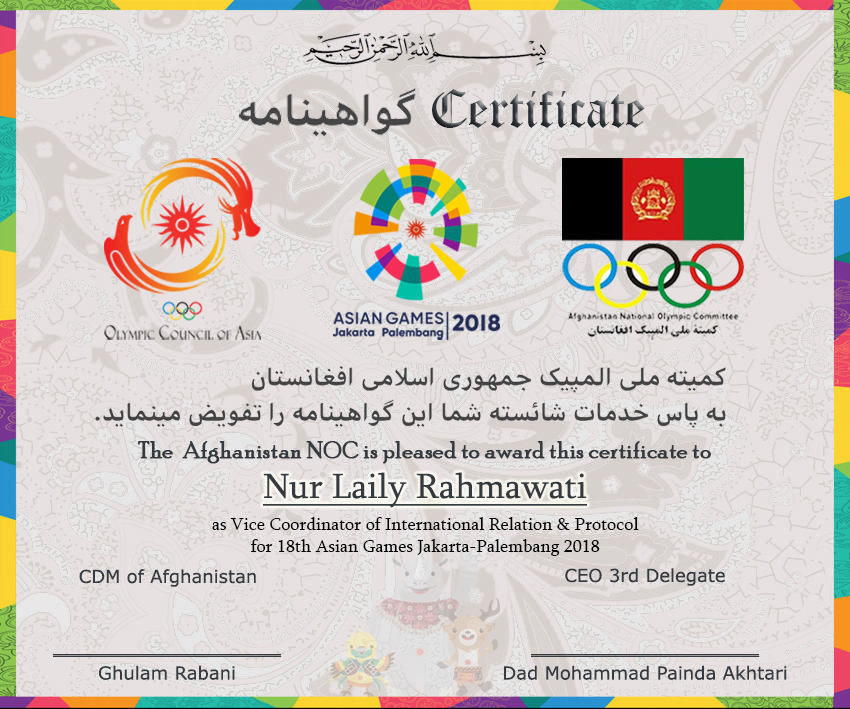 بِسْمِ اللهِ الرَّحْمٰنِ الرَّحِيْمِ
گواهینامه Certificate
OLYMPIC COUNCIL OF ASIA
ASIAN GAMES
Jakarta Palembang
2018
Afghanistan National Olympic Committee
کمیته ملی المپیک افغانستان
کمیته ملی المپیک جمهوری اسلامی افغانستان
به پاس خدمات شائسته شما این گواهینامه را تفویض مینماید.
The Afghanistan NOC is pleased to award this certificate to
Nur Laily Rahmawati
as Vice Coordinator of International Relation & Protocol
for 18th Asian Games Jakarta-Palembang 2018
CDM of Afghanistan
CEO 3rd Delegate
Ghulam Rabani
Dad Mohammad Painda Akhtari